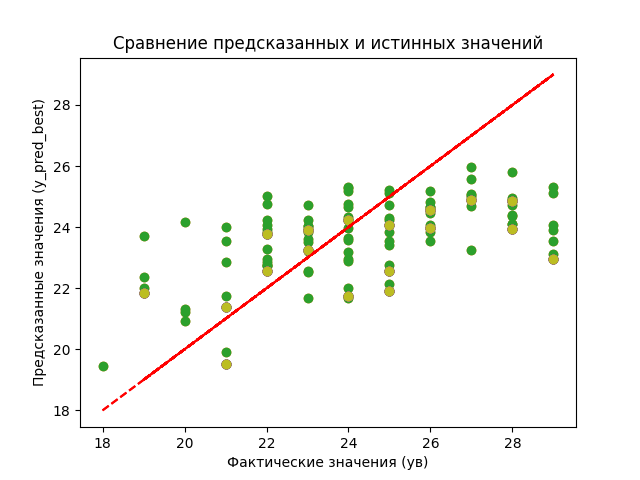 Сравнение предсказанных и истинных значений
Предсказанные значения (y_pred_best)
28
26
24
22
20
18
18 20 22 24 26 28
Фактические значения (ув)